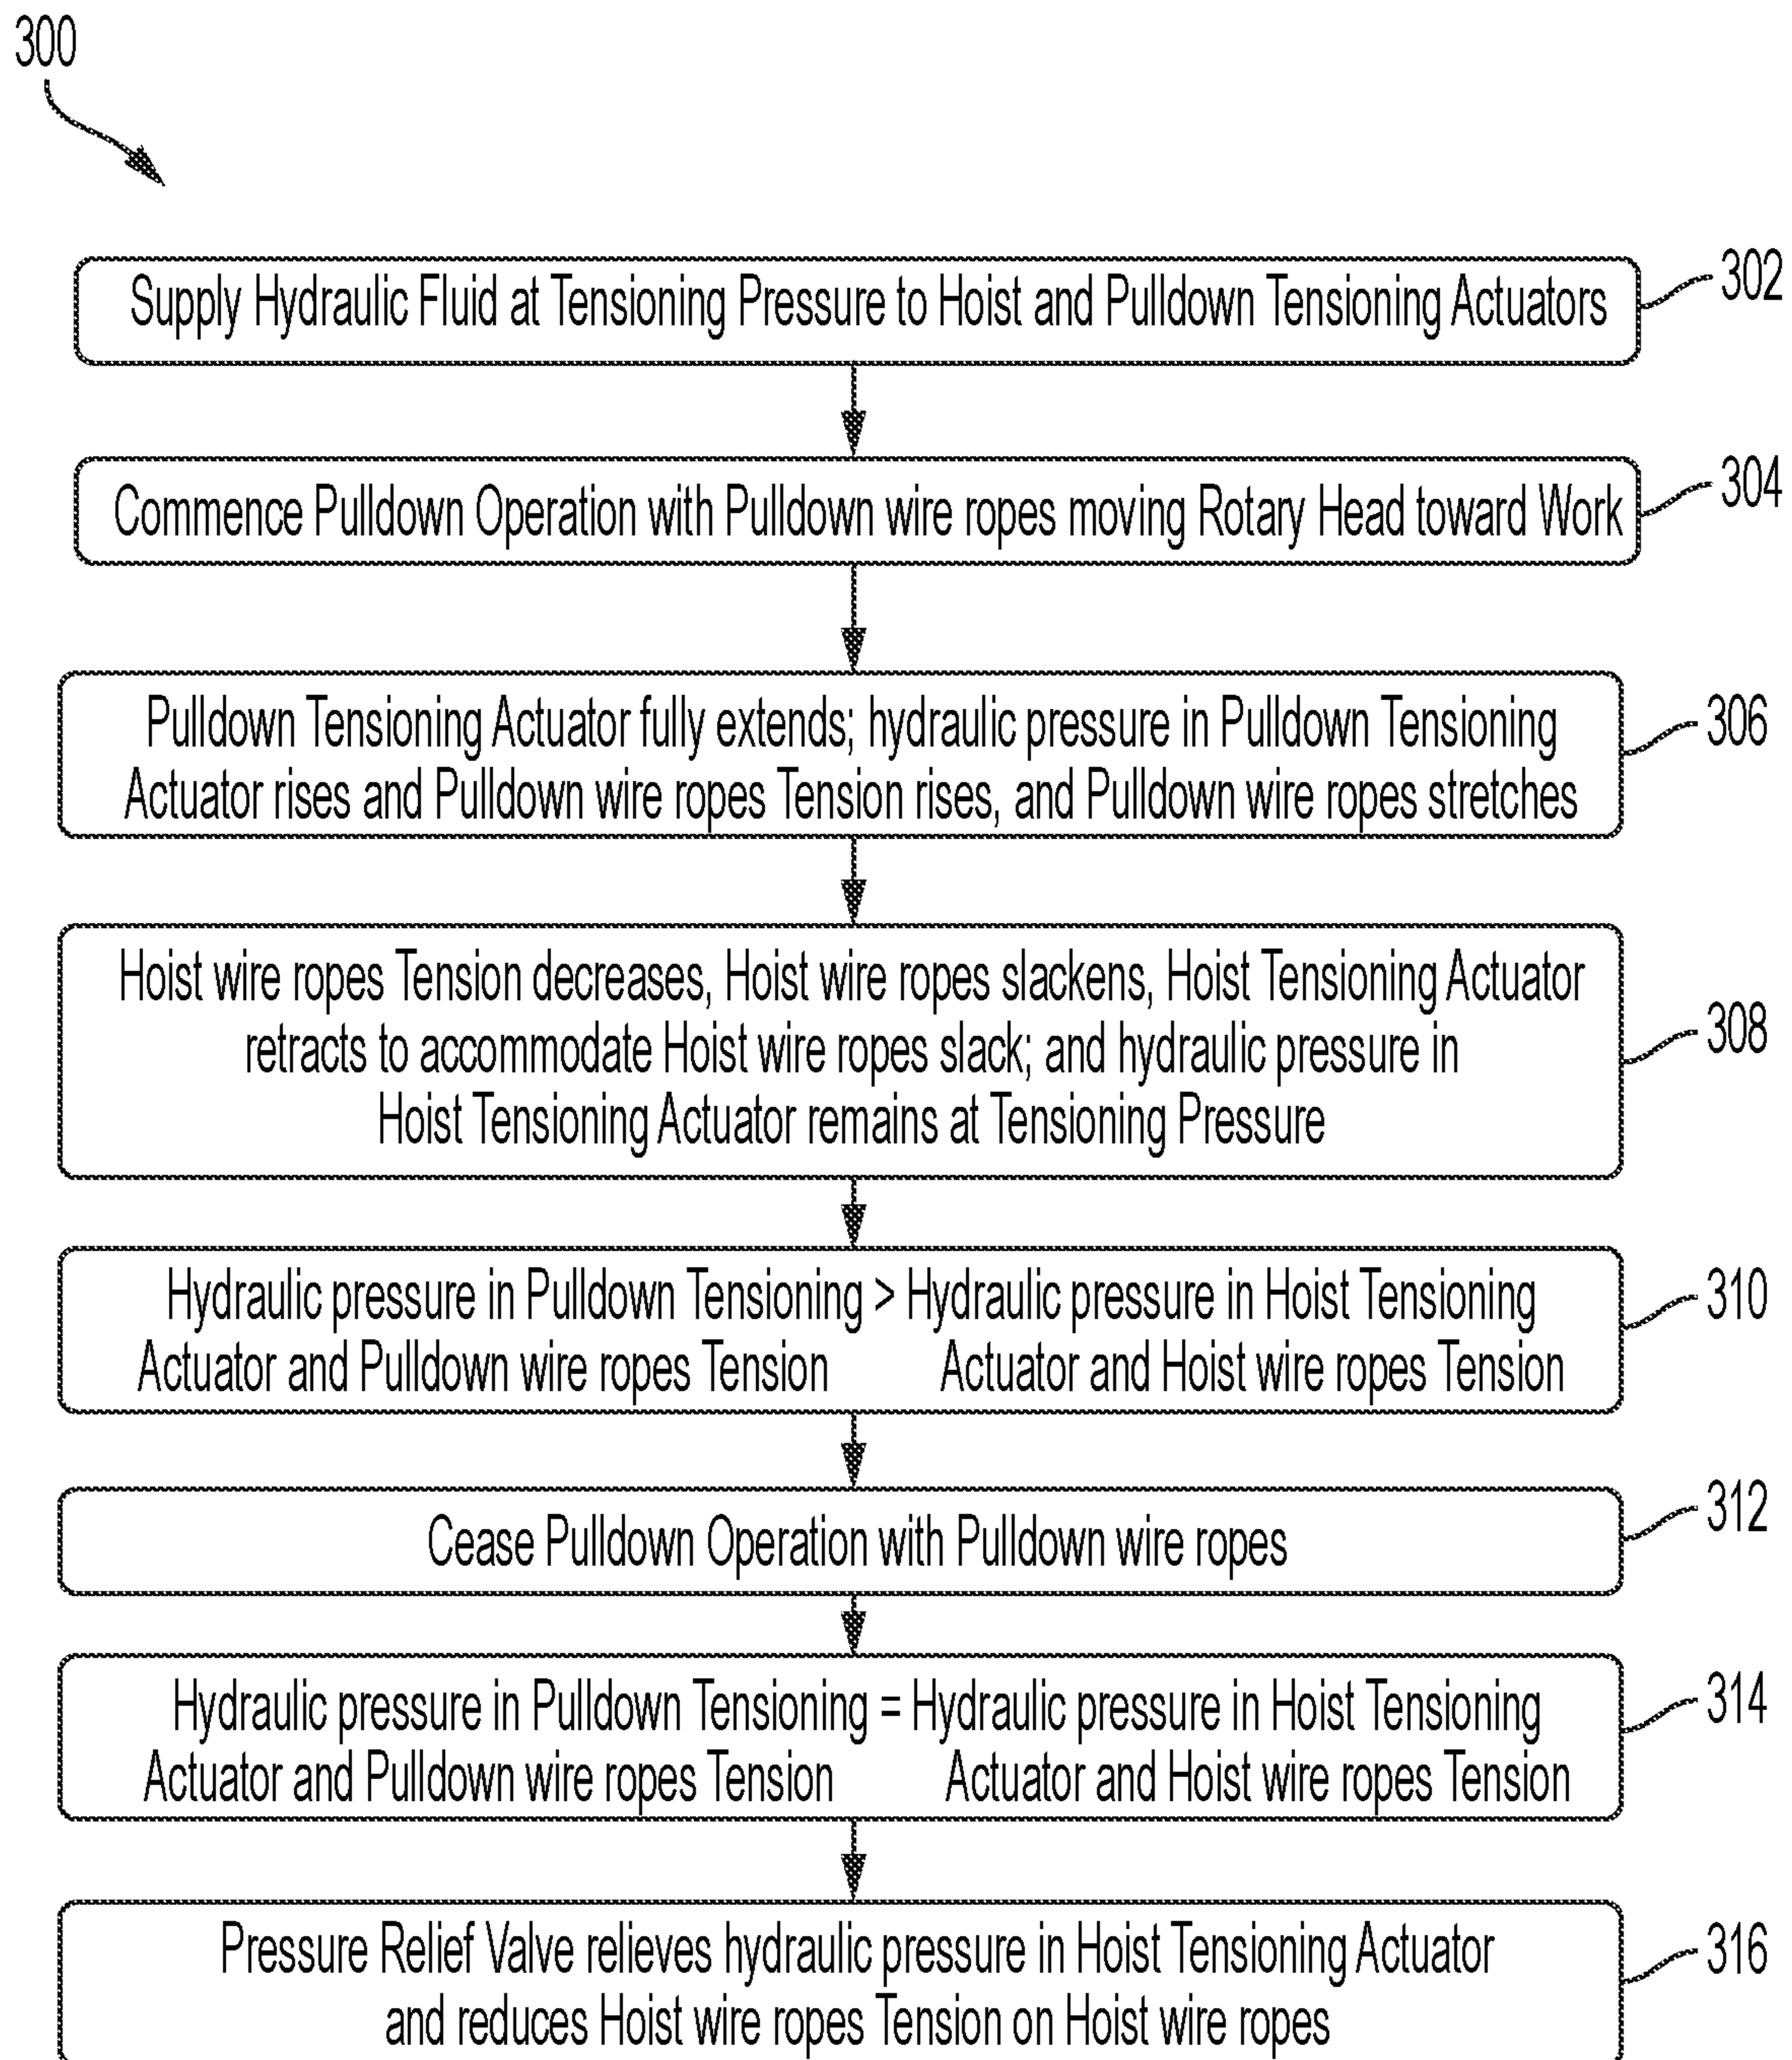 300
Supply Hydraulic Fluid at Tensioning Pressure to Hoist and Pulldown Tensioning Actuators
302
Commence Pulldown Operation with Pulldown wire ropes moving Rotary Head toward Work
304
Pulldown Tensioning Actuator fully extends; hydraulic pressure in Pulldown Tensioning
Actuator rises and Pulldown wire ropes Tension rises, and Pulldown wire ropes stretches
306
Hoist wire ropes Tension decreases, Hoist wire ropes slackens, Hoist Tensioning Actuator
retracts to accommodate Hoist wire ropes slack; and hydraulic pressure in
Hoist Tensioning Actuator remains at Tensioning Pressure
308
Hydraulic pressure in Pulldown Tensioning > Hydraulic pressure in Hoist Tensioning
Actuator and Pulldown wire ropes Tension Actuator and Hoist wire ropes Tension
310
Cease Pulldown Operation with Pulldown wire ropes
312
Hydraulic pressure in Pulldown Tensioning = Hydraulic pressure in Hoist Tensioning
Actuator and Pulldown wire ropes Tension Actuator and Hoist wire ropes Tension
314
Pressure Relief Valve relieves hydraulic pressure in Hoist Tensioning Actuator
and reduces Hoist wire ropes Tension on Hoist wire ropes
316